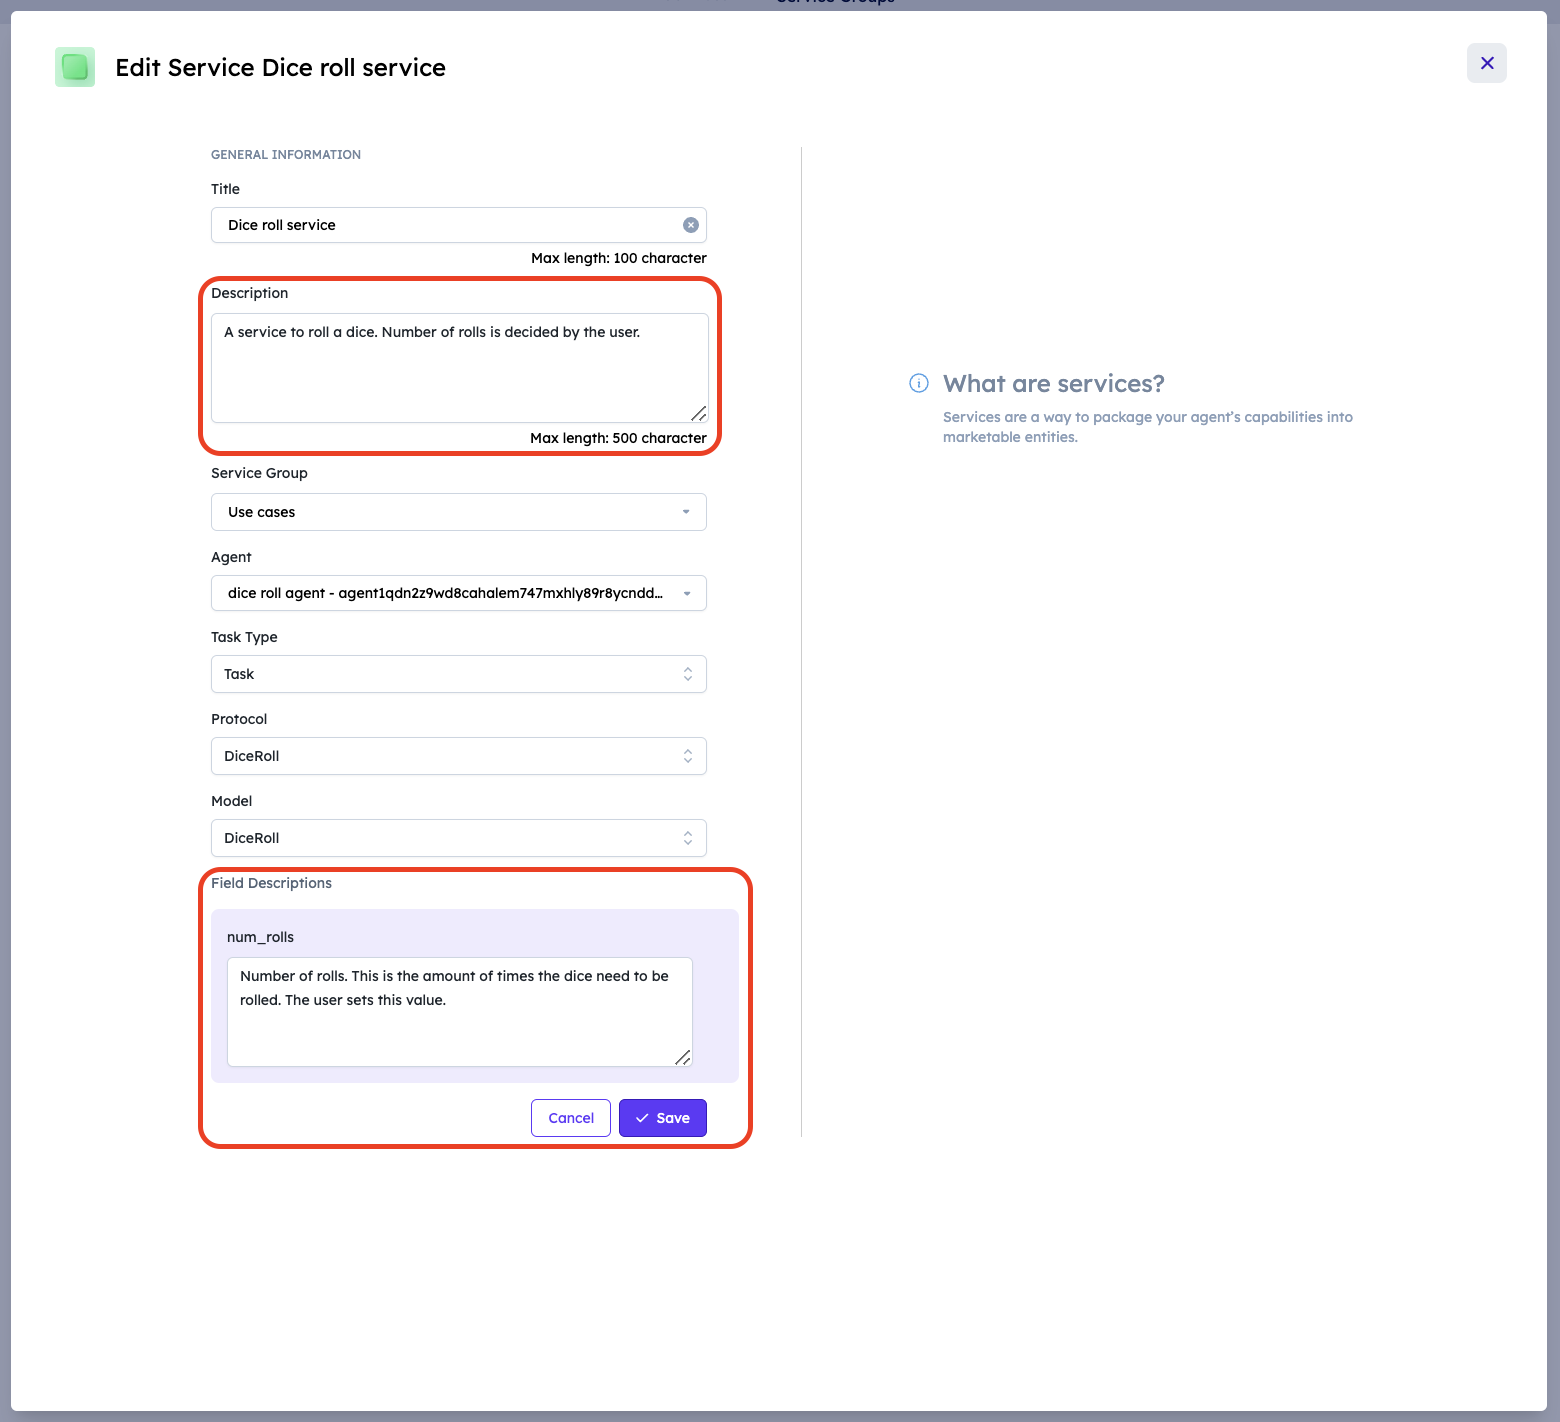 Service Groups
Edit Service Dice roll service
GENERAL INFORMATION
Title
Dice roll service
Max length: 100 character
Description
A service to roll a dice. Number of rolls is decided by the user.
Max length: 500 character
Service Group
Use cases
Agent
dice roll agent - agent1qdn2z9wd8cahalem747mxhly89r8ycndd...
Task Type
Task
Protocol
DiceRoll
Model
DiceRoll
Field Descriptions
num_rolls
Number of rolls. This is the amount of times the dice need to be
rolled. The user sets this value.
Cancel
Save
What are services?
Services are a way to package your agent's capabilities into
marketable entities.